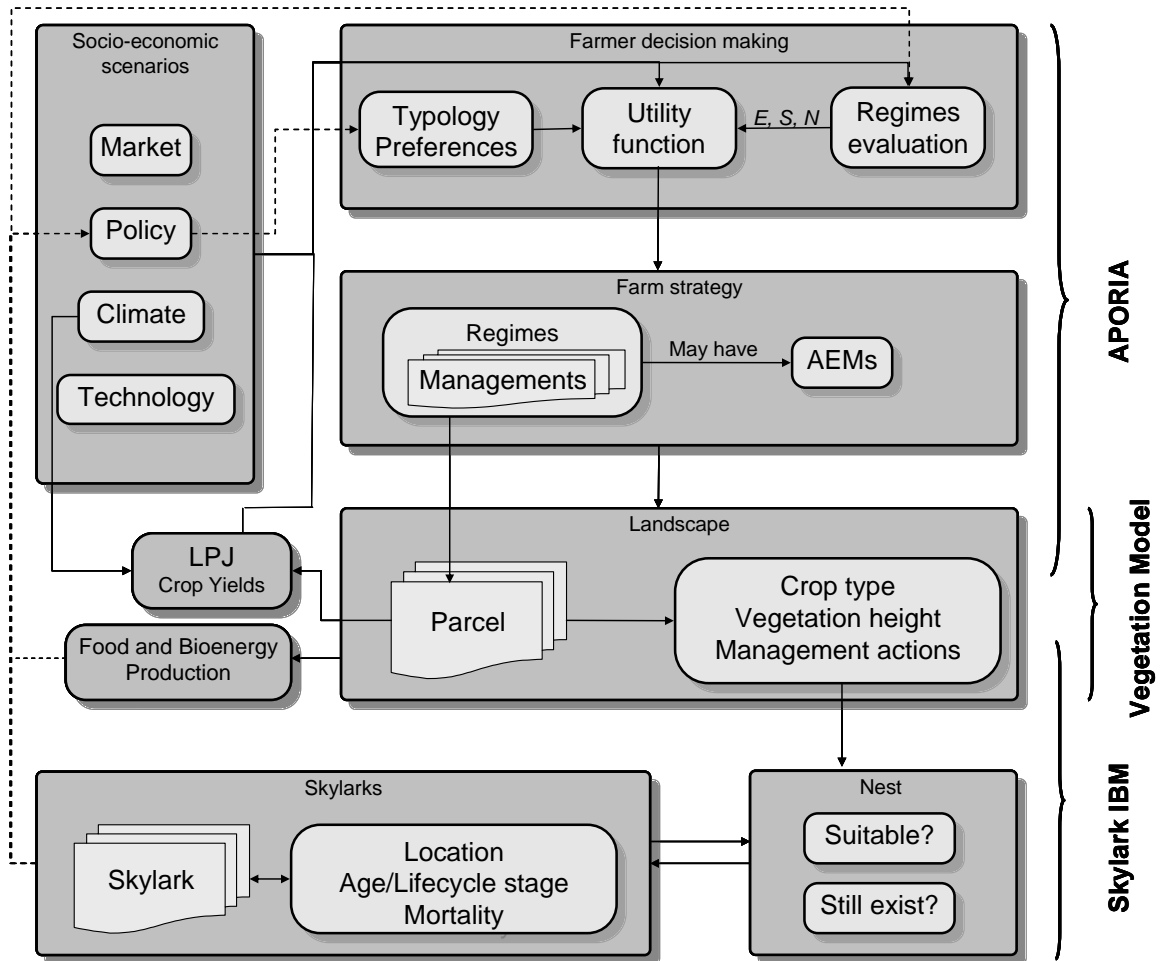 Socio-economic
scenarios
Market
Policy
Climate
Technology
Farmer decision making
Typology
Preferences
Utility
function
E, S, N
Regimes
evaluation
Farm strategy
Regimes
Managements
May have
AEMs
APORIA
LPJ
Crop Yields
Food and Bioenergy
Production
Landscape
Parcel
Crop type
Vegetation height
Management actions
Vegetation Model
Skylarks
Skylark
Location
Age/Lifecycle stage
Mortality
Nest
Suitable?
Still exist?
Skylark IBM